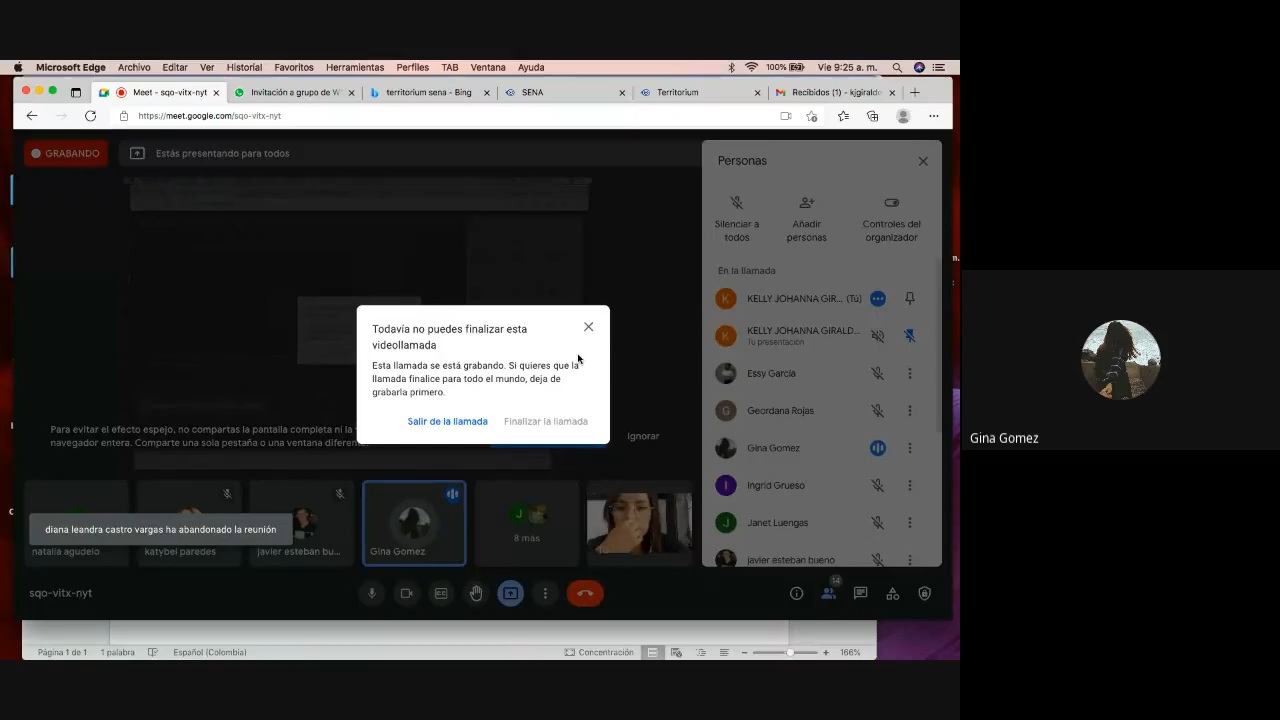 Microsoft Edge Archivo Editar Ver Historial Favoritos Herramientas Perfiles TAB Ventana Ayuda 100% Vie 9:25 a. m.
Meet - sqo-vitx-nyt Invitación a grupo de W territorium sena - Bing SENA Territorium Recibidos (1) - kjgiralde
https://meet.google.com/sqo-vitx-nyt
GRABANDO Estás presentando para todos
Personas
Silenciar a todos
Añadir personas
Controles del organizador
En la llamada
KELLY JOHANNA GIR... (Tú)
KELLY JOHANNA GIRALD...
Tu presentación
Essy García
Geordana Rojas
Gina Gomez
Ingrid Grueso
Janet Luengas
javier esteban bueno
Todavía no puedes finalizar esta
videollamada
Esta llamada se está grabando. Si quieres que la
llamada finalice para todo el mundo, deja de
grabarla primero.
Salir de la llamada Finalizar la llamada
Para evitar el efecto espejo, no compartas la pantalla completa ni la
navegador entera. Comparte una sola pestaña o una ventana diferente
Ignorar
diana leandra castro vargas ha abandonado la reunión
natalia agudelo katybel paredes javier esteban bu... Gina Gomez
J
8 más
sqo-vitx-nyt
14
Página 1 de 1 1 palabra Español (Colombia) Concentración 166%
Gina Gomez